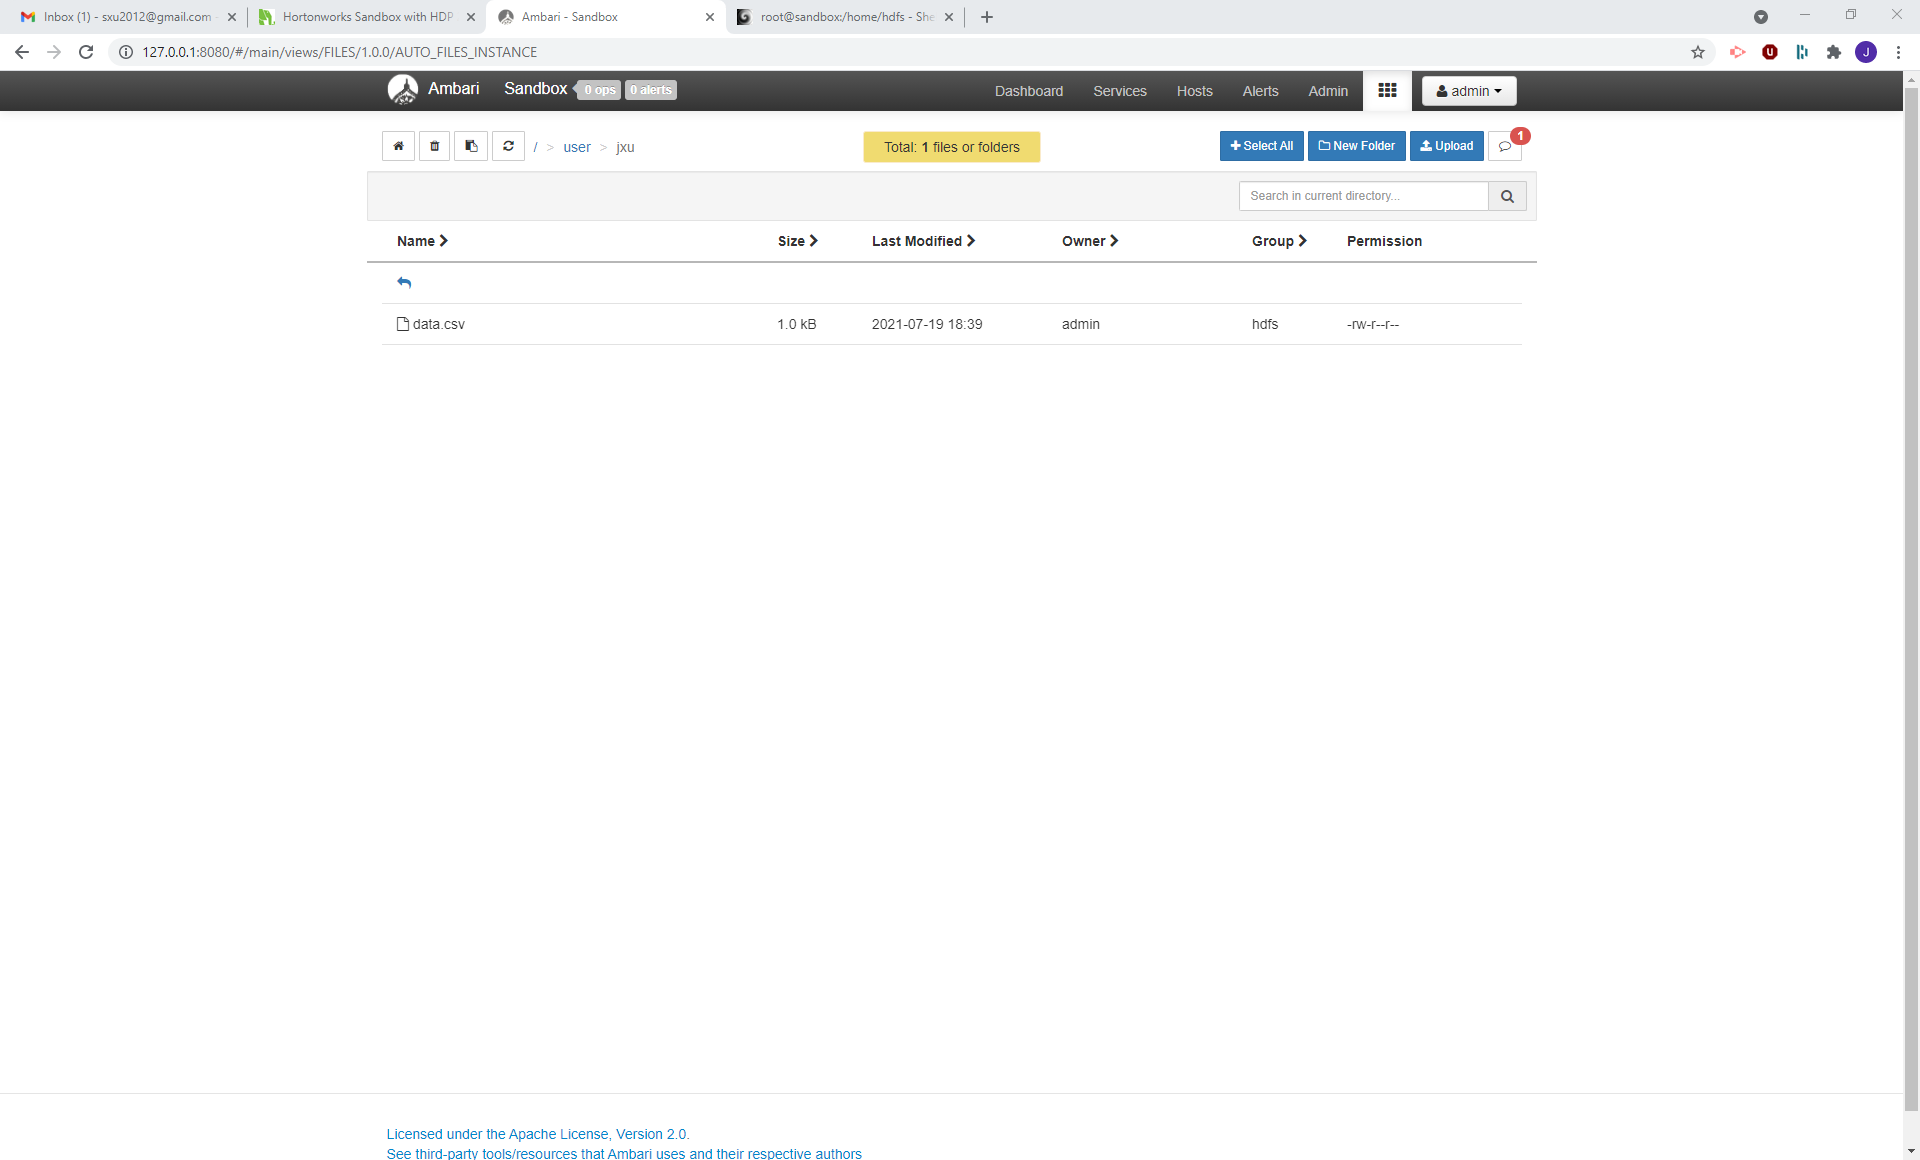 Inbox (1) - sxu2012@gmail.com
Hortonworks Sandbox with HDP
Ambari - Sandbox
root@sandbox:/home/hdfs - She
127.0.0.1:8080/#/main/views/FILES/1.0.0/AUTO_FILES_INSTANCE
J
Ambari Sandbox 0 ops 0 alerts Dashboard Services Hosts Alerts Admin admin
/ > user > jxu Total: 1 files or folders Select All New Folder Upload 1
Search in current directory...
Name Size Last Modified Owner Group Permission
data.csv 1.0 kB 2021-07-19 18:39 admin hdfs -rw-r--r--
Licensed under the Apache License, Version 2.0.
See third-party tools/resources that Ambari uses and their respective authors